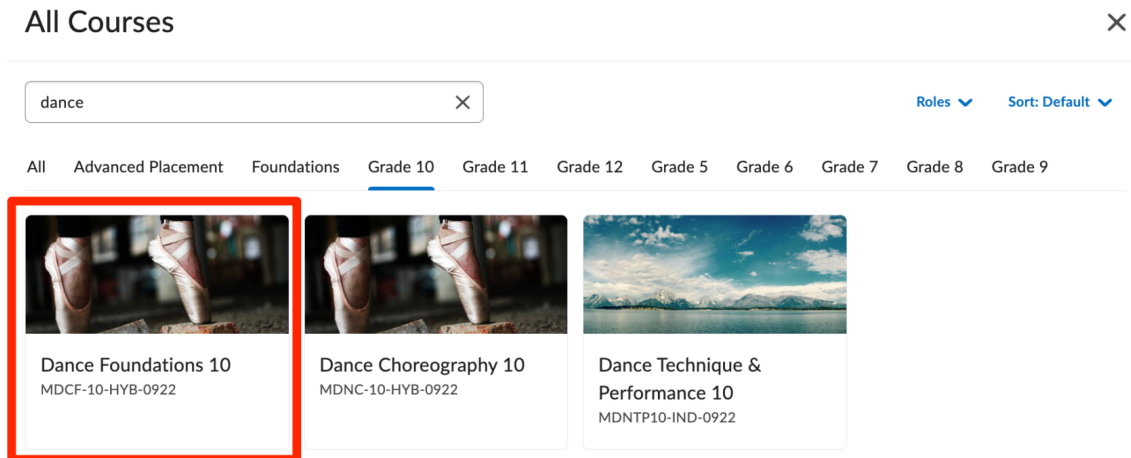 All Courses
dance
Roles
Sort: Default
All Advanced Placement Foundations Grade 10 Grade 11 Grade 12 Grade 5 Grade 6 Grade 7 Grade 8 Grade 9
Dance Foundations 10
MDCF-10-HYB-0922
Dance Choreography 10
MDNC-10-HYB-0922
Dance Technique &
Performance 10
MDNTP10-IND-0922